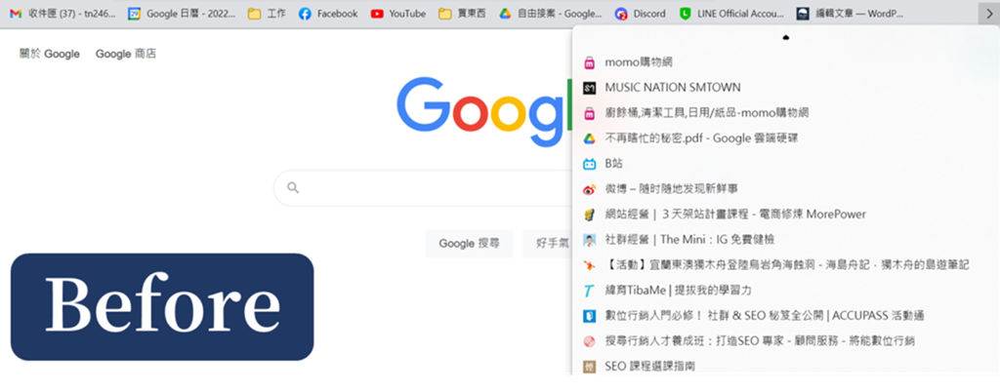 收件匣 (37) - tn246...
Google 日曆 - 2022...
工作
Facebook
YouTube
買東西
自由接案 - Google...
Discord
LINE Official Accou...
編輯文章 — WordP...
關於 Google
Google 商店
Googl
momo購物網
MUSIC NATION SMTOWN
廚餘桶,清潔工具,日用/紙品-momo購物網
不再瞎忙的秘密.pdf - Google 雲端硬碟
B站
微博 – 随时随地发现新鲜事
網站經營｜ 3 天架站計畫課程 - 電商修煉 MorePower
社群經營 | The Mini：IG 免費健檢
【活動】宜蘭東澳獨木舟登陸烏岩角海蝕洞 - 海島舟記．獨木舟的島遊筆記
緯育TibaMe | 提拔我的學習力
數位行銷入門必修！ 社群 & SEO 秘笈全公開 | ACCUPASS 活動通
搜尋行銷人才養成班：打造SEO 專家 - 顧問服務 - 將能數位行銷
SEO 課程選課指南
Google 搜尋
好手氣
Before